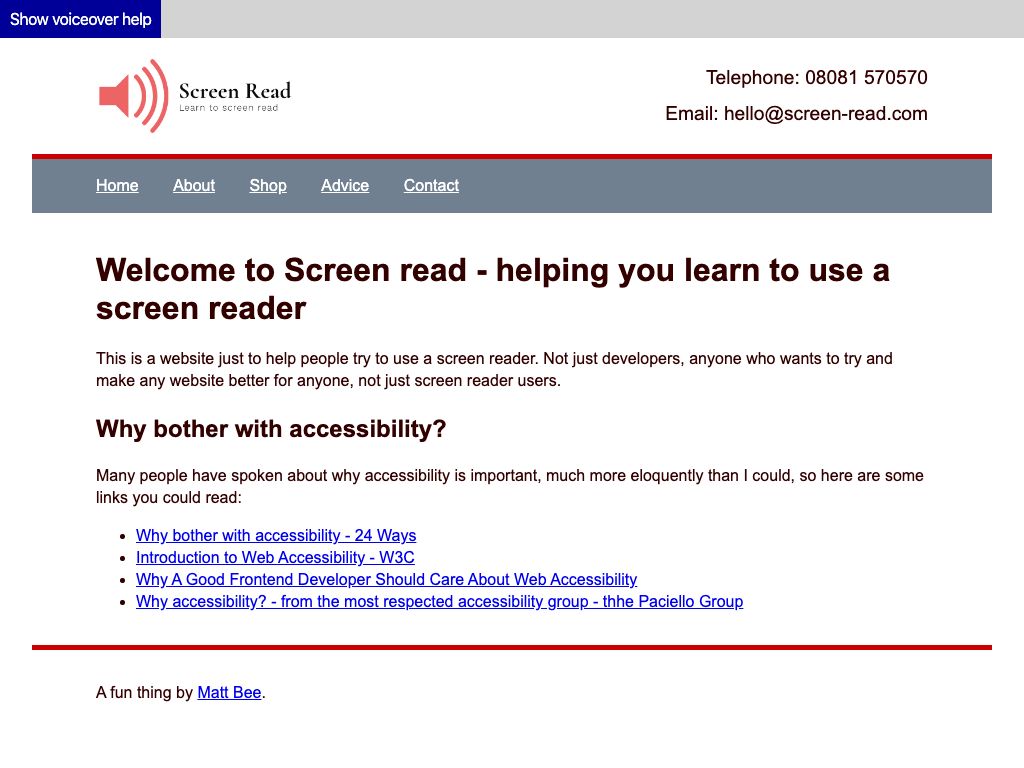 Show voiceover help
Screen Read
Learn to screen read
Telephone: 08081 570570
Email: hello@screen-read.com
Home About Shop Advice Contact
Welcome to Screen read - helping you learn to use a
screen reader
This is a website just to help people try to use a screen reader. Not just developers, anyone who wants to try and
make any website better for anyone, not just screen reader users.
Why bother with accessibility?
Many people have spoken about why accessibility is important, much more eloquently than I could, so here are some
links you could read:
Why bother with accessibility - 24 Ways
Introduction to Web Accessibility - W3C
Why A Good Frontend Developer Should Care About Web Accessibility
Why accessibility? - from the most respected accessibility group - thhe Paciello Group
A fun thing by Matt Bee.